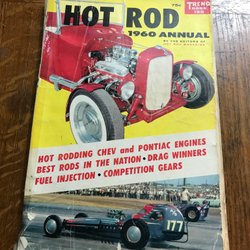 75¢
TREND
BOOK
HOT ROD
1960 ANNUAL
BY THE EDITORS OF
HOT ROD MAGAZINE
HOT RODDING CHEV and PONTIAC ENGINES
BEST RODS IN THE NATION • DRAG WINNERS
FUEL INJECTION • COMPETITION GEARS
177